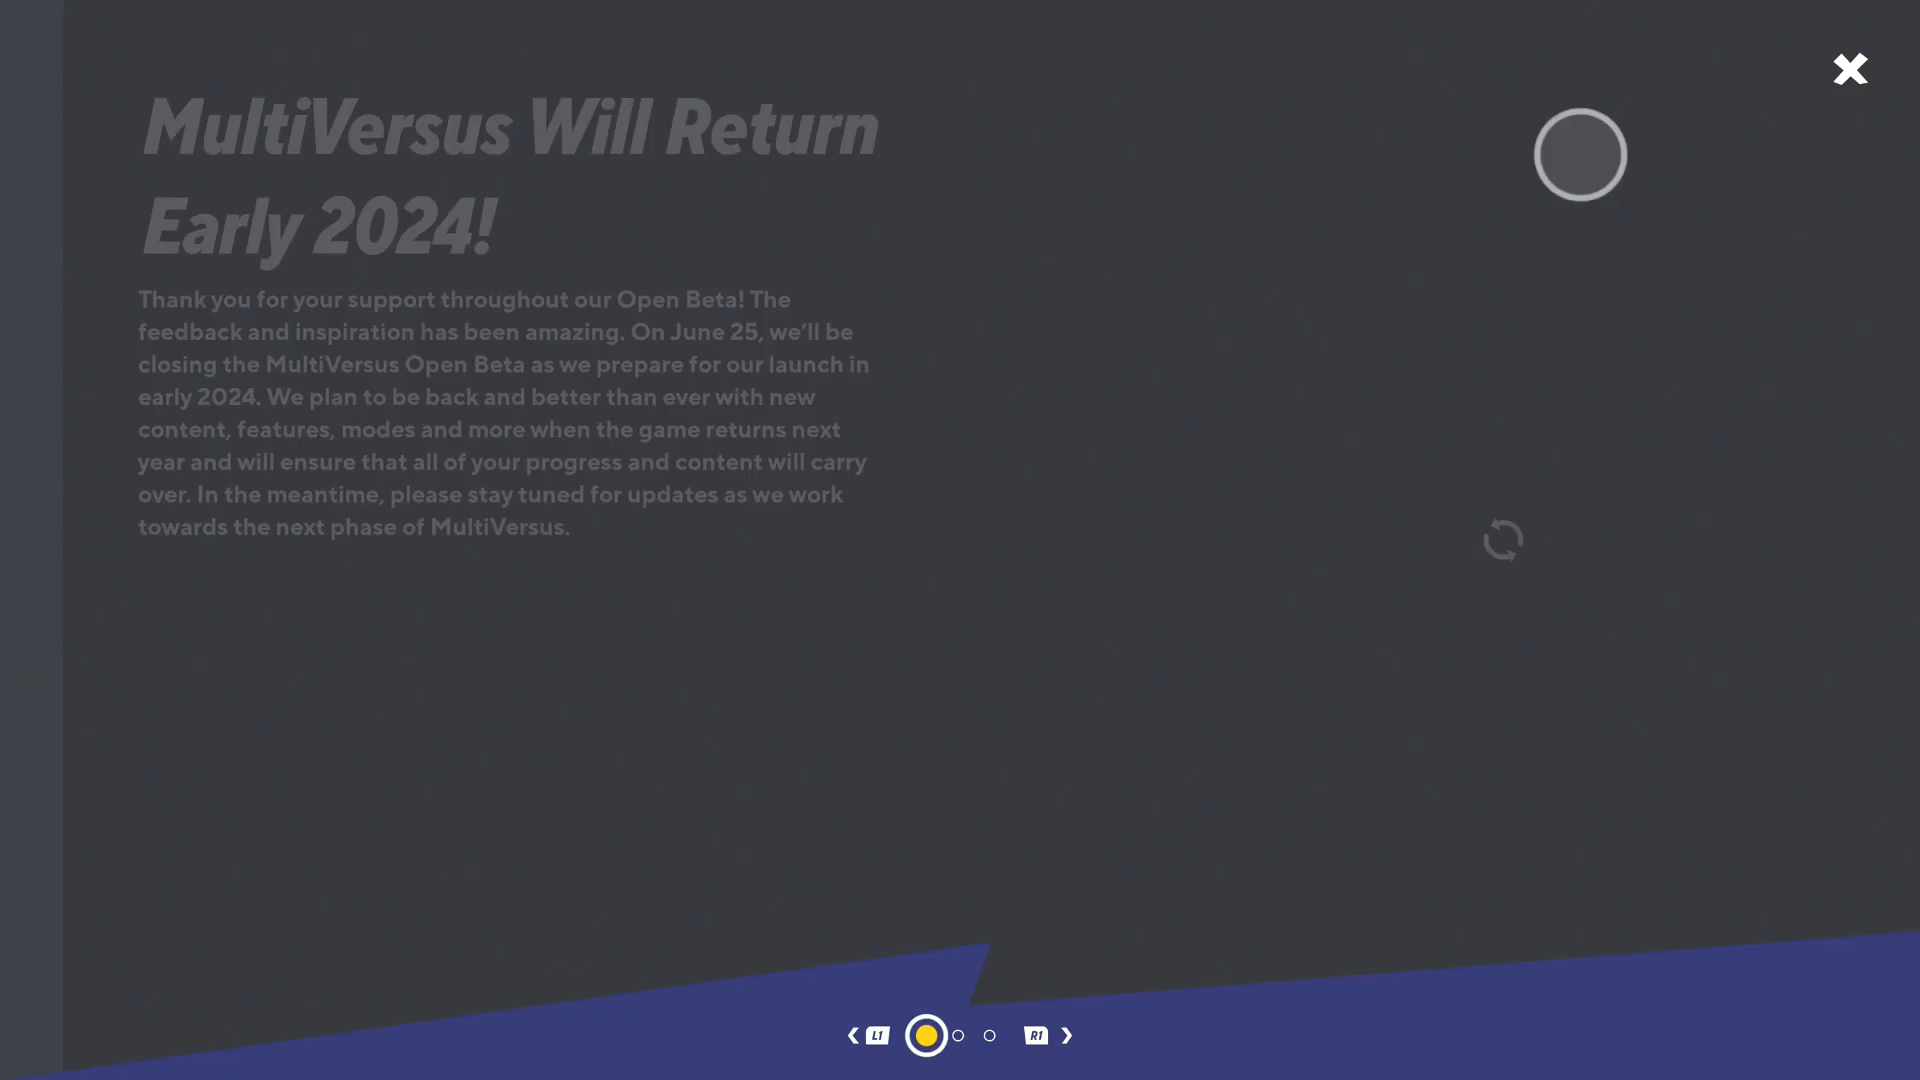 MultiVersus Will Return
Early 2024!
Thank you for your support throughout our Open Beta! The
feedback and inspiration has been amazing. On June 25, we’ll be
closing the MultiVersus Open Beta as we prepare for our launch in
early 2024. We plan to be back and better than ever with new
content, features, modes and more when the game returns next
year and will ensure that all of your progress and content will carry
over. In the meantime, please stay tuned for updates as we work
towards the next phase of MultiVersus.
L1 R1